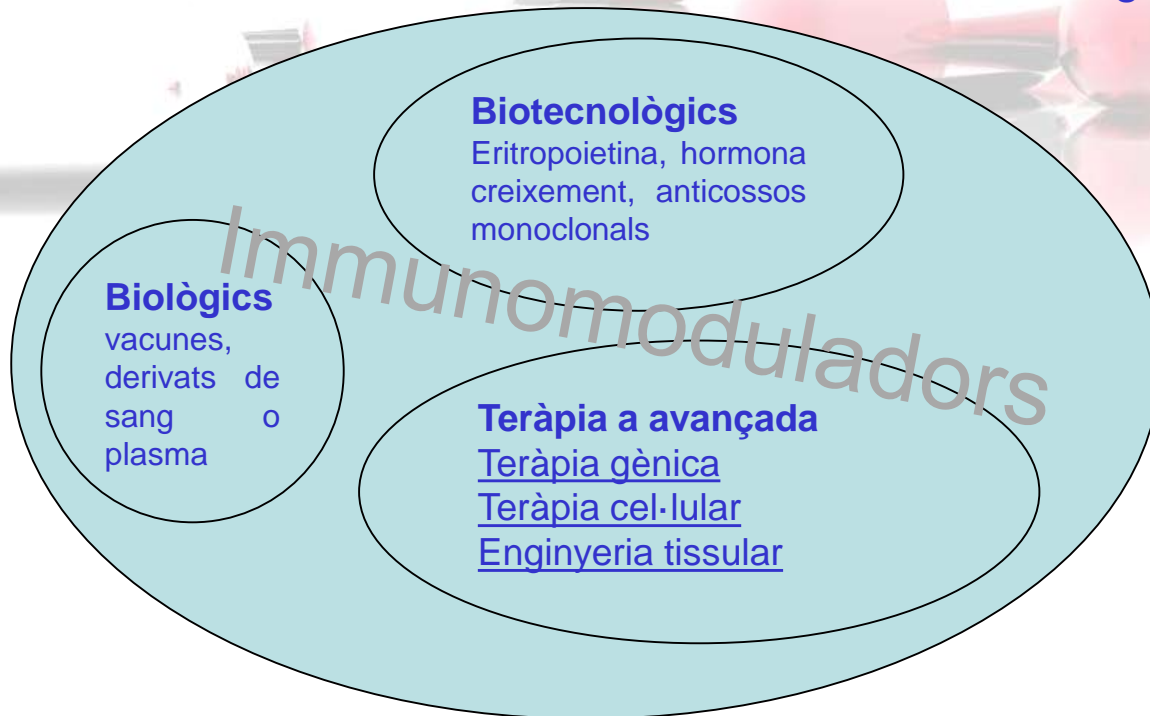 Biotecnològics
Eritropoietina, hormona
creixement, anticossos
monoclonals
Immunomoduladors
Biològics
vacunes,
derivats de
sang o
plasma
Teràpia a avançada
Teràpia gènica
Teràpia cel·lular
Enginyeria tissular